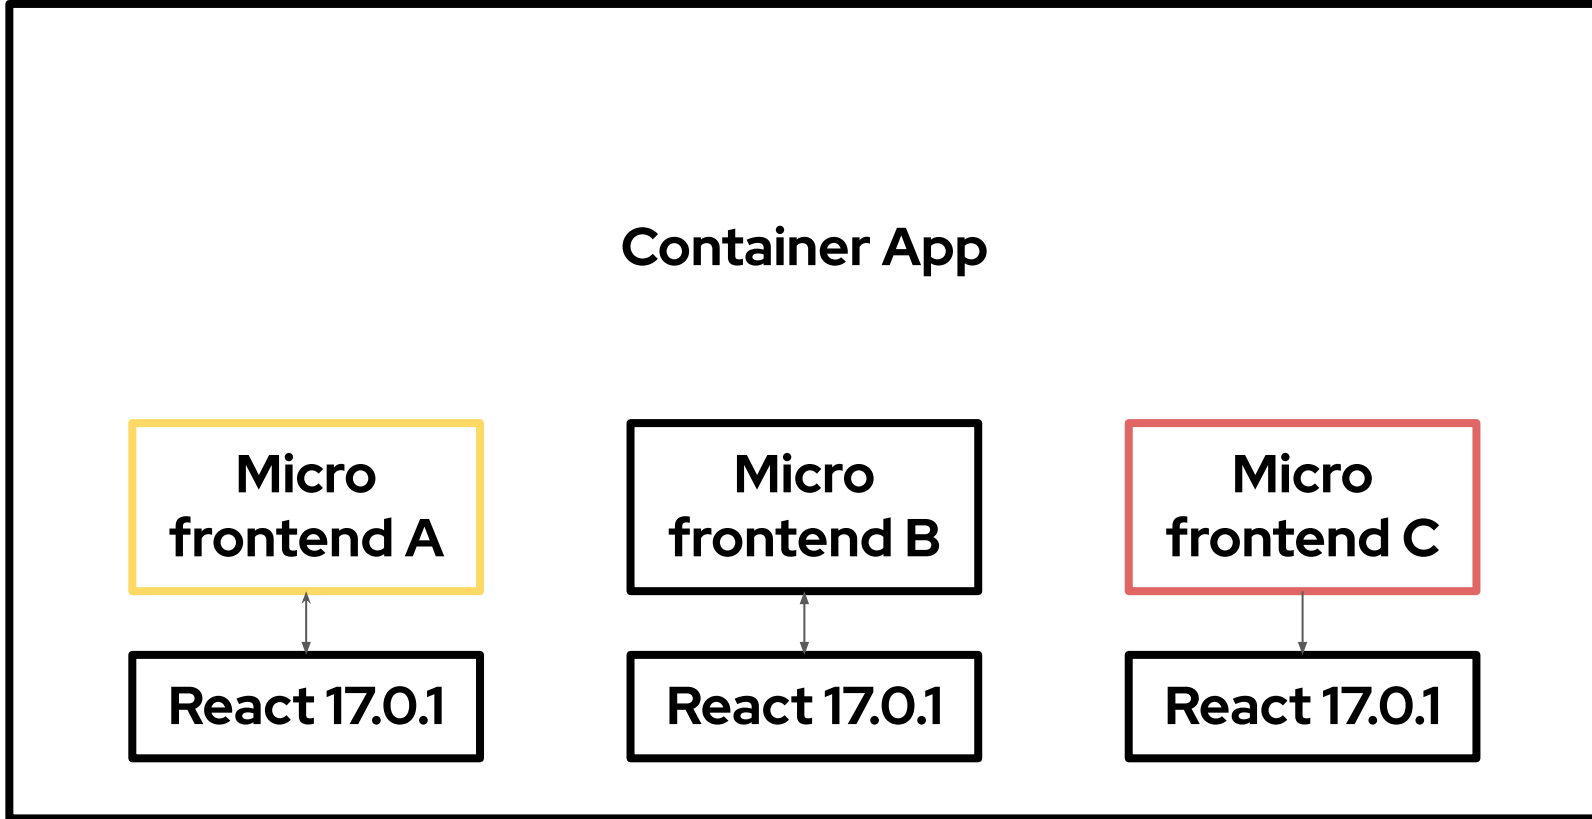 Container App
Micro
frontend A
Micro
frontend B
Micro
frontend C
React 17.0.1
React 17.0.1
React 17.0.1